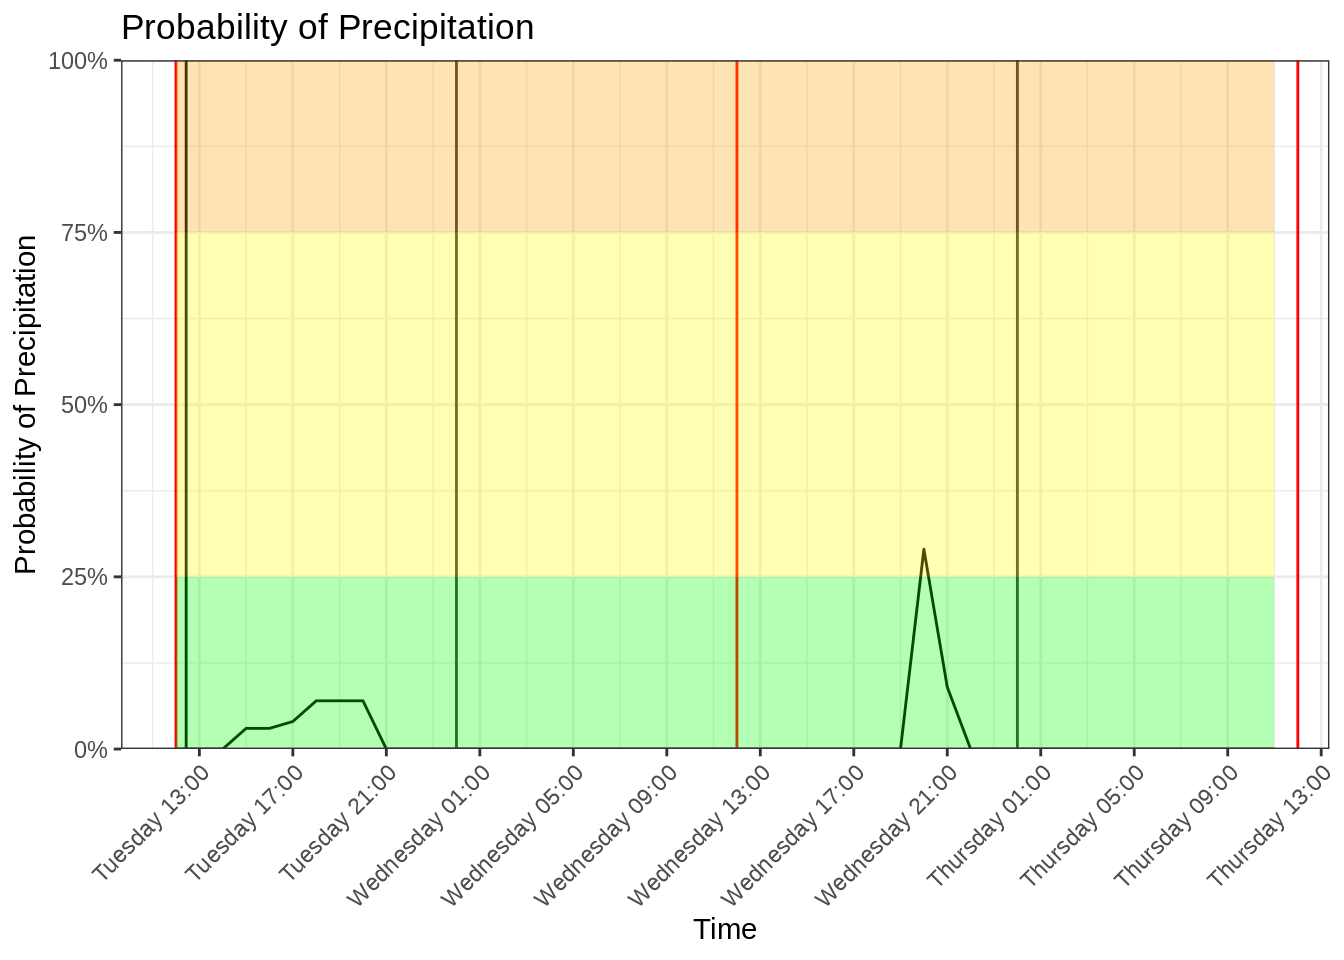 Probability of Precipitation
Probability of Precipitation
100%
75%
50%
25%
0%
Tuesday 13:00
Tuesday 17:00
Tuesday 21:00
Wednesday 01:00
Wednesday 05:00
Wednesday 09:00
Wednesday 13:00
Wednesday 17:00
Wednesday 21:00
Thursday 01:00
Thursday 05:00
Thursday 09:00
Thursday 13:00
Time